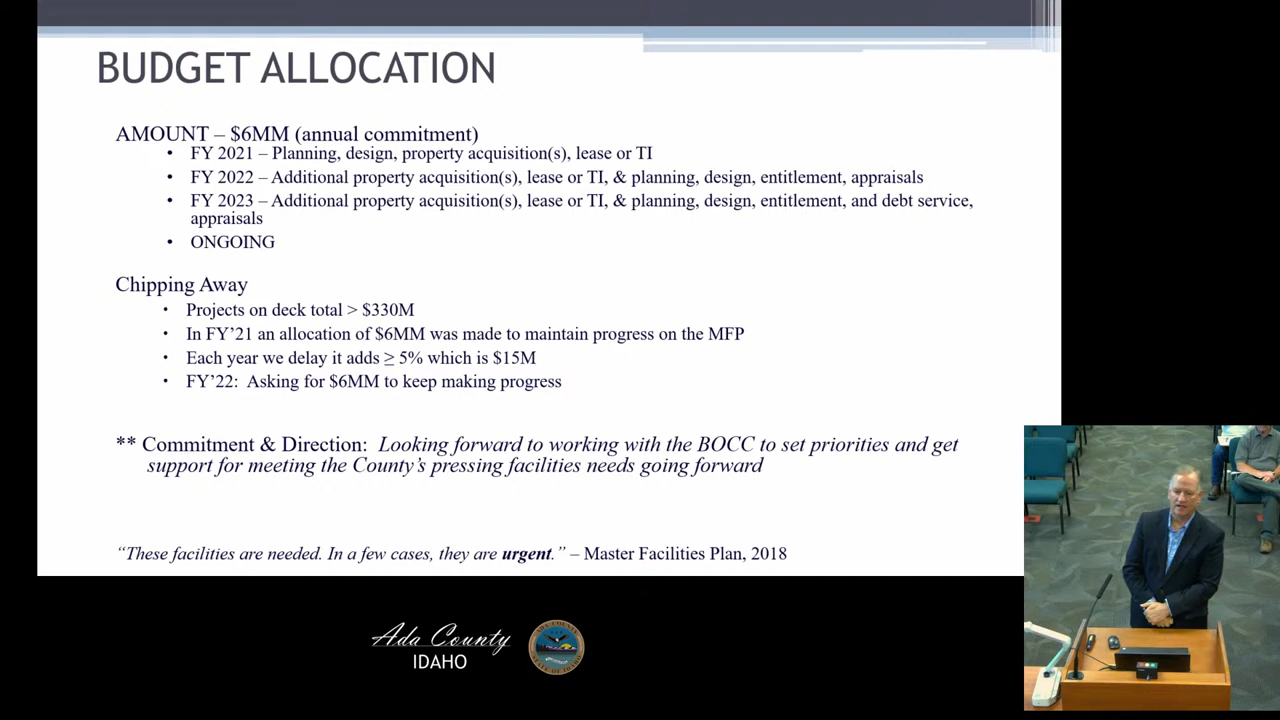 BUDGET ALLOCATION
AMOUNT – $6MM (annual commitment)
• FY 2021 – Planning, design, property acquisition(s), lease or TI
• FY 2022 – Additional property acquisition(s), lease or TI, & planning, design, entitlement, appraisals
• FY 2023 – Additional property acquisition(s), lease or TI, & planning, design, entitlement, and debt service,
appraisals
• ONGOING
Chipping Away
• Projects on deck total > $330M
• In FY’21 an allocation of $6MM was made to maintain progress on the MFP
• Each year we delay it adds ≥ 5% which is $15M
• FY’22: Asking for $6MM to keep making progress
** Commitment & Direction: Looking forward to working with the BOCC to set priorities and get
support for meeting the County’s pressing facilities needs going forward
“These facilities are needed. In a few cases, they are urgent.” – Master Facilities Plan, 2018
Ada County
IDAHO